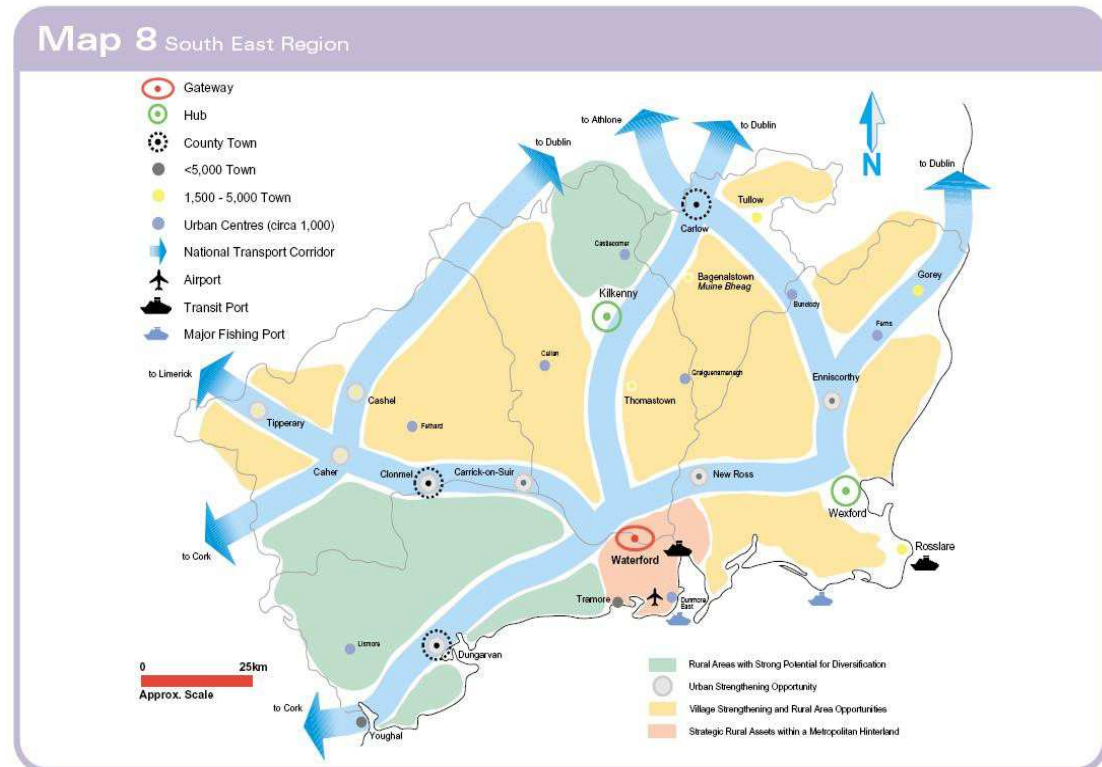 Map 8 South East Region
Gateway
Hub
County Town
<5,000 Town
1,500 - 5,000 Town
Urban Centres (circa 1,000)
National Transport Corridor
Airport
Transit Port
Major Fishing Port
to Dublin
to Athlone
to Dublin
N
to Dublin
Tullow
Carlow
Castlecomer
Bagenalstown
Muine Bheag
Gorey
Kilkenny
Bunclody
Ferns
Callan
Graiguenamanagh
Enniscorthy
to Limerick
Thomastown
Cashel
Tipperary
Fethard
Caher
Clonmel
Carrick-on-Suir
New Ross
Wexford
to Cork
Waterford
Rosslare
Tramore
Dunmore
East
Lismore
Dungarvan
0 25km
Approx. Scale
to Cork
Youghal
Rural Areas with Strong Potential for Diversification
Urban Strengthening Opportunity
Village Strengthening and Rural Area Opportunities
Strategic Rural Assets within a Metropolitan Hinterland